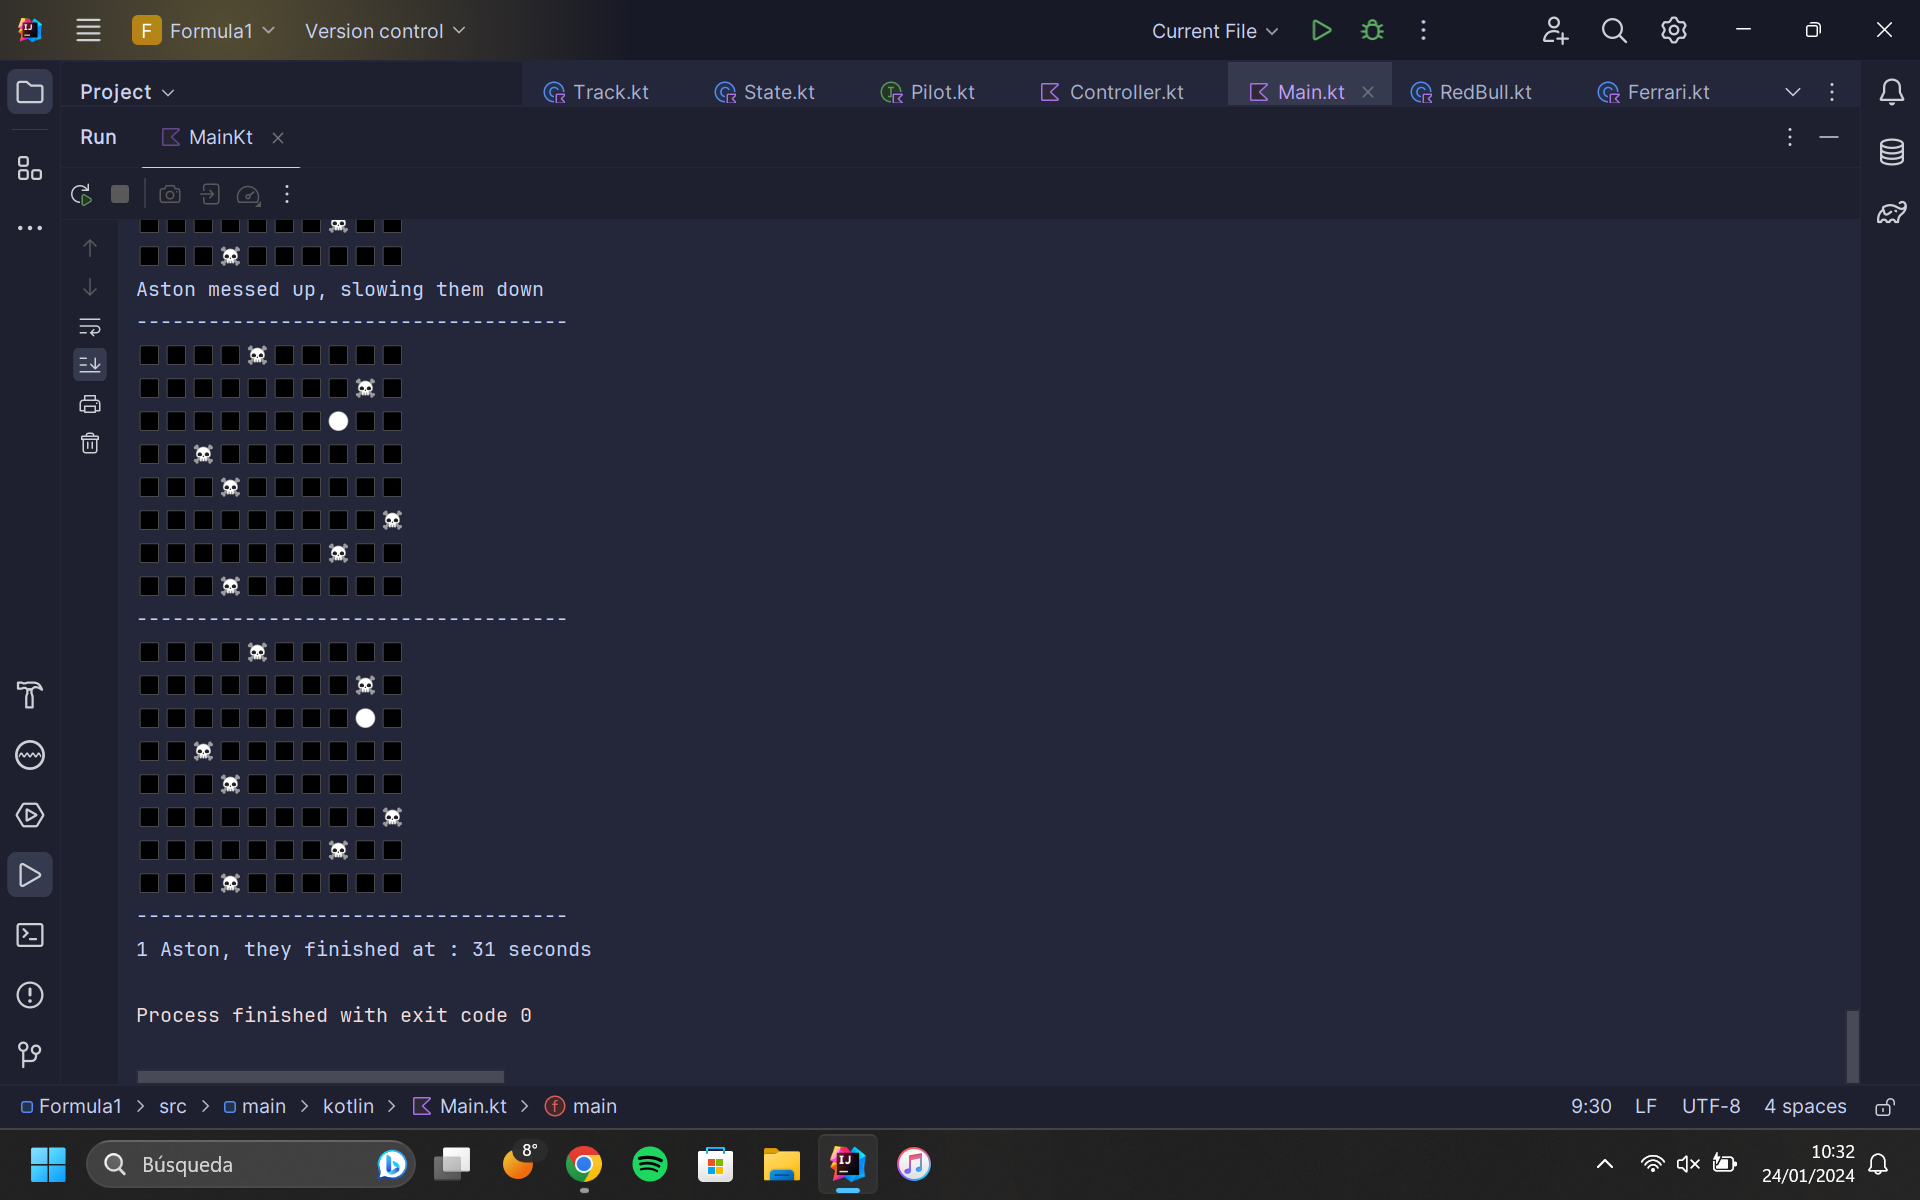 F Formula1 Version control Current File
Project Track.kt State.kt Pilot.kt Controller.kt Main.kt RedBull.kt Ferrari.kt
Run MainKt
Aston messed up, slowing them down
------------------------------------
------------------------------------
------------------------------------
1 Aston, they finished at : 31 seconds
Process finished with exit code 0
Formula1 > src > main > kotlin > Main.kt > main 9:30 LF UTF-8 4 spaces
Búsqueda 8° 10:32
24/01/2024